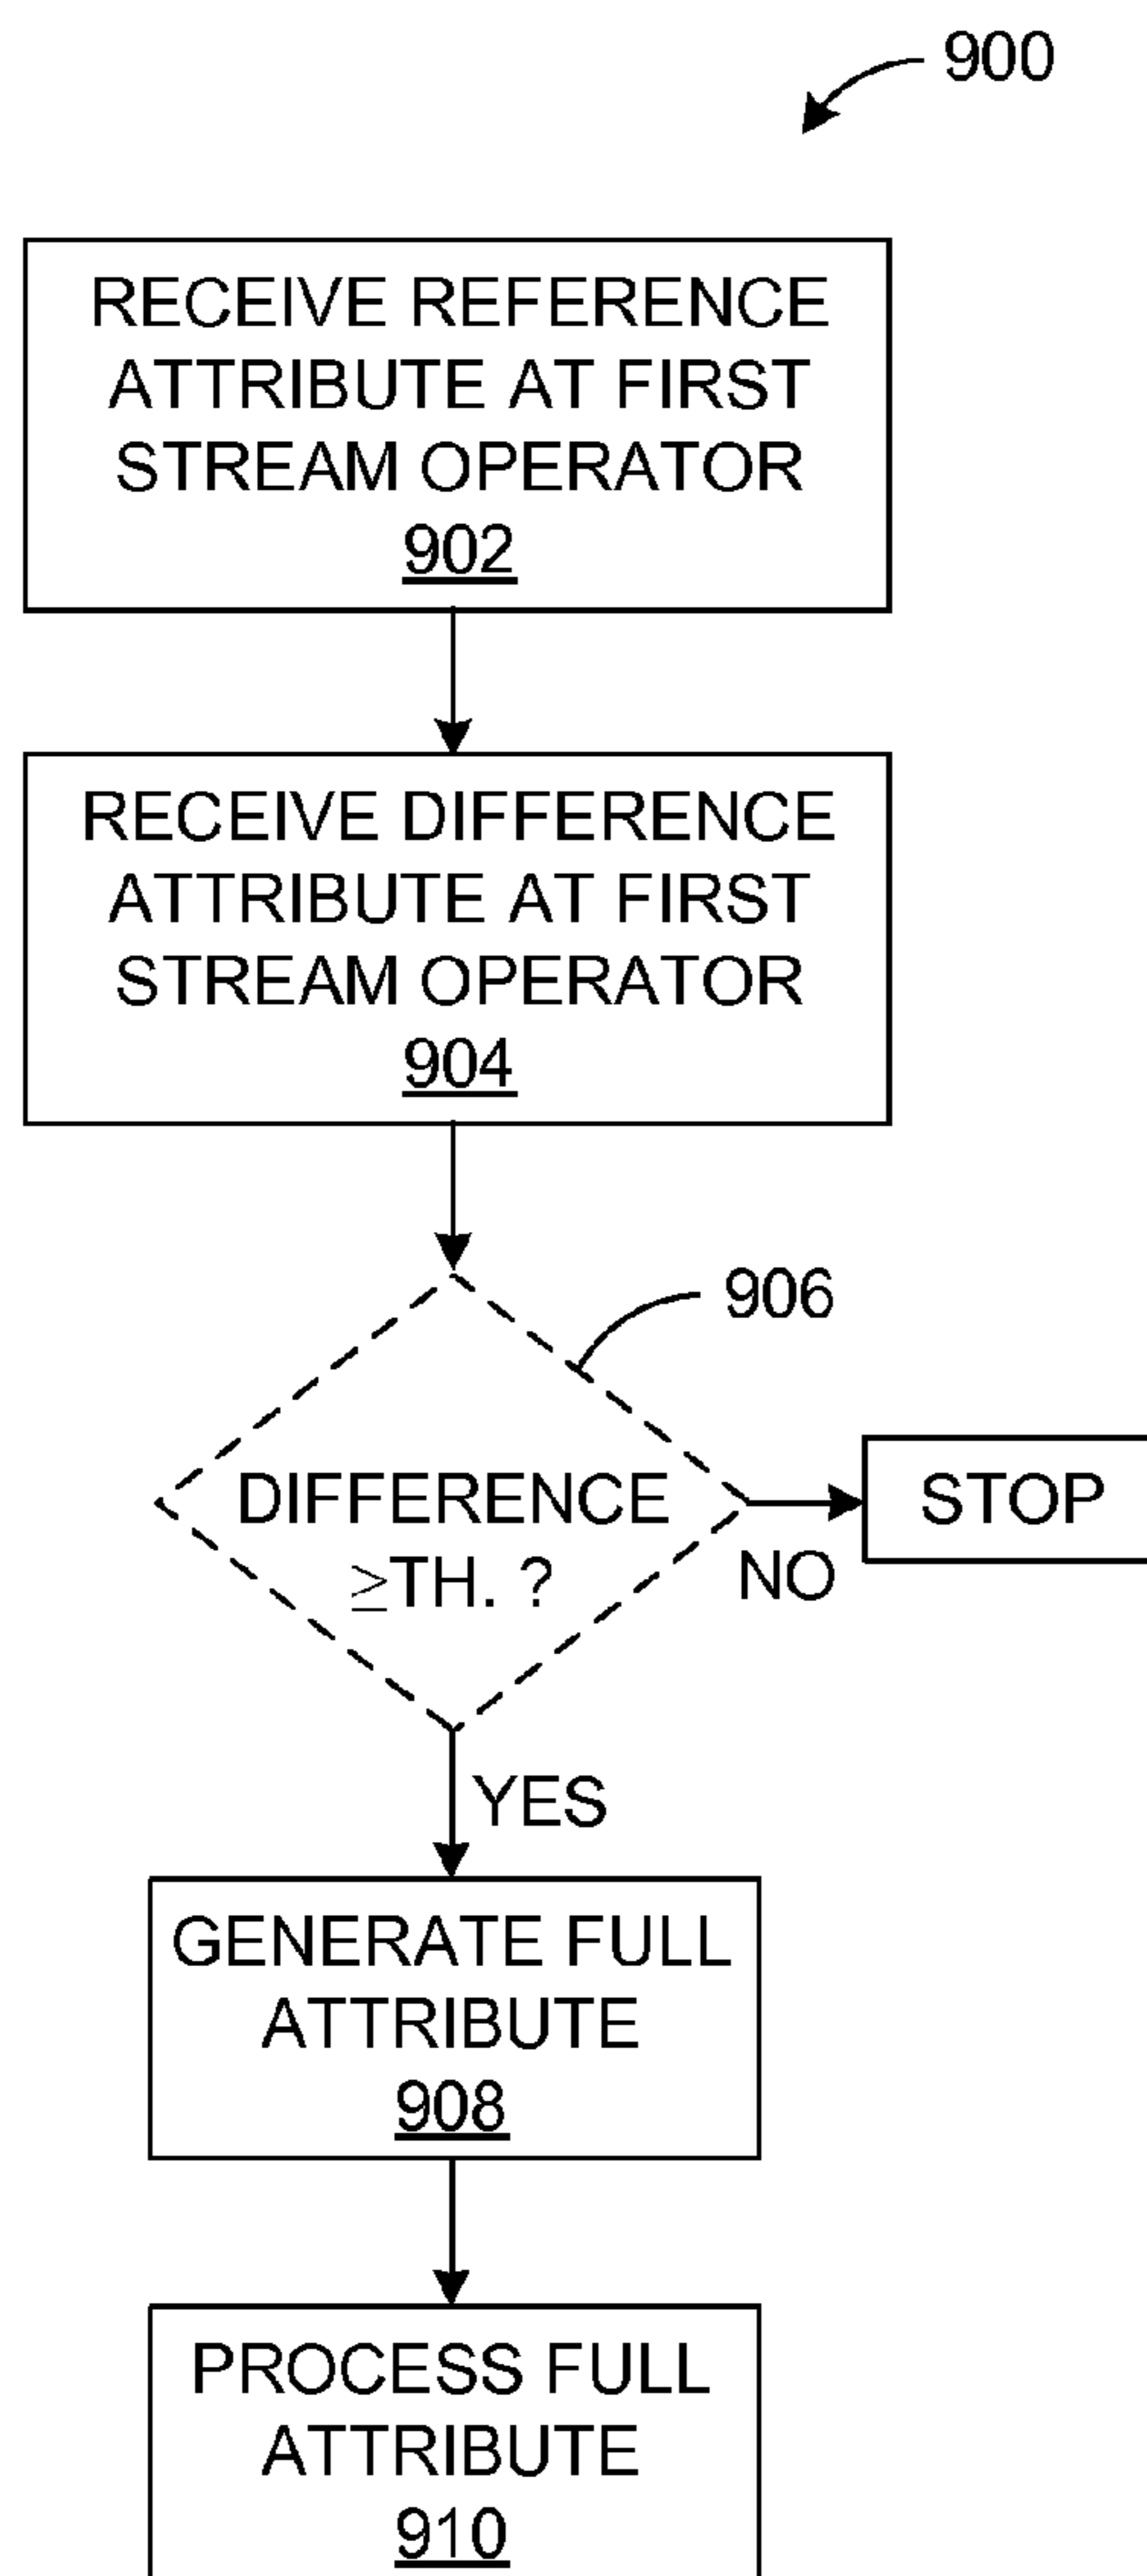 900
RECEIVE REFERENCE
ATTRIBUTE AT FIRST
STREAM OPERATOR
902
RECEIVE DIFFERENCE
ATTRIBUTE AT FIRST
STREAM OPERATOR
904
906
DIFFERENCE
≥TH. ?
STOP
NO
YES
GENERATE FULL
ATTRIBUTE
908
PROCESS FULL
ATTRIBUTE
910